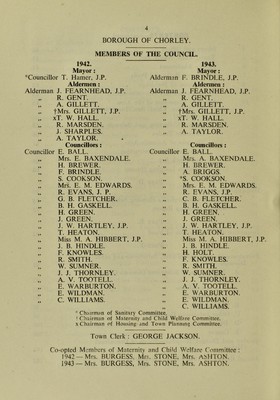 4
BOROUGH OF CHORLEY.
MEMBERS OF THE COUNCIL.
1942.
Mayor :
*Councillor T. Hamer, J.P.
Aldermen :
Alderman J. FEARNHEAD, J.P.
„ R. GENT.
„ A. GILLETT.
„ †Mrs. GILLETT, J.P.
„ xT. W. HALL.
„ R. MARSDEN.
„ J. SHARPLES.
„ A. TAYLOR.
Councillors :
Councillor E. BALL.
„ Mrs. E. BAXENDALE.
„ H. BREWER.
„ F. BRINDLE.
„ S. COOKSON.
„ Mrs. E. M. EDWARDS.
„ R. EVANS, J. P.
„ G. B. FLETCHER.
„ B. H. GASKELL.
„ H. GREEN.
„ J. GREEN.
„ J. W. HARTLEY, J.P.
„ T. HEATON.
„ Miss M. A. HIBBERT, J.P.
„ J. B. HINDLE.
„ F. KNOWLES.
„ R. SMITH.
„ W. SUMNER.
„ J. J. THORNLEY.
„ A. V. TOOTELL.
„ E. WARBURTON.
„ E. WILDMAN.
„ C. WILLIAMS.
1943.
Mayor :
Alderman F. BRINDLE, J.P.
Aldermen :
Alderman J. FEARNHEAD, J.P.
„ R. GENT.
„ A. GILLETT.
„ †Mrs. GILLETT, J.P.
„ xT. W. HALL.
„ R. MARSDEN.
„ A. TAYLOR.
Councillors :
Councillor E. BALL.
„ Mrs. A. BAXENDALE.
„ H. BREWER.
„ A. BRIGGS.
„ *S. COOKSON.
„ Mrs. E. M. EDWARDS.
„ R. EVANS, J.P.
„ C. B. FLETCHER.
„ B. H. GASKELL.
„ H. GREEN.
„ J. GREEN.
„ J. W. HARTLEY, J.P.
„ T. HEATON.
„ Miss M. A. HIBBERT, J.P.
„ J. B. HINDLE.
„ H. HOLT
„ F. KNOWLES.
„ R. SMITH.
„ W. SUMNER.
„ J. J. THORNLEY.
„ A. V. TOOTELL.
„ E. WARBURTON.
„ E. WILDMAN.
„ C. WILLIAMS.
* Chairman of Sanitary Committee.
† Chairman of Maternity and Child Welfare Committee.
x Chairman of Housing and Town Planning Committee.
Town Clerk : GEORGE JACKSON.
Co-opted Members of Maternity and Child Welfare Committee :
1942 — Mrs. BURGESS, Mrs. STONE, Mrs. ASHTON.
1943 — Mrs. BURGESS, Mrs. STONE, Mrs. ASHTON.